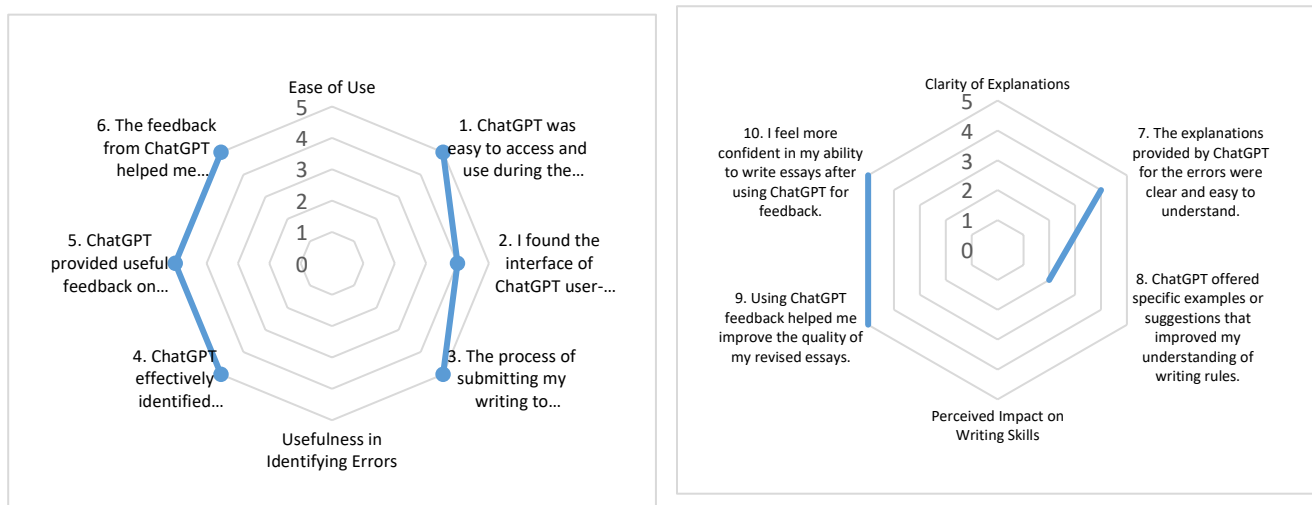 Ease of Use
5
4
3
2
1
0
1. ChatGPT was
easy to access and
use during the...
2. I found the
interface of
ChatGPT user-...
3. The process of
submitting my
writing to...
Usefulness in
Identifying Errors
4. ChatGPT
effectively
identified...
5. ChatGPT
provided useful
feedback on...
6. The feedback
from ChatGPT
helped me...
Clarity of Explanations
5
4
3
2
1
0
7. The explanations
provided by ChatGPT
for the errors were
clear and easy to
understand.
8. ChatGPT offered
specific examples or
suggestions that
improved my
understanding of
writing rules.
Perceived Impact on
Writing Skills
9. Using ChatGPT
feedback helped me
improve the quality of
my revised essays.
10. I feel more
confident in my ability
to write essays after
using ChatGPT for
feedback.